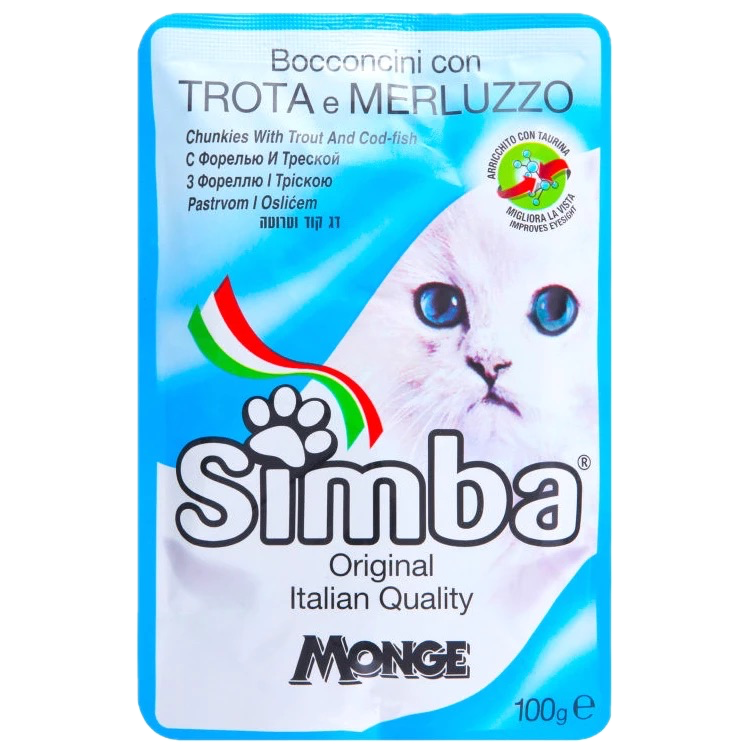 Bocconcini con
TROTA e MERLUZZO
Chunkies With Trout And Cod-fish
С Форелью И Треской
З Фореллю І Тріскою
Pastrvom I Oslićem
דג קוד וטרוטה
ARRICCHITO CON TAURINA
MIGLIORA LA VISTA
IMPROVES EYESIGHT
Simba®
Original
Italian Quality
MONGE
100g e